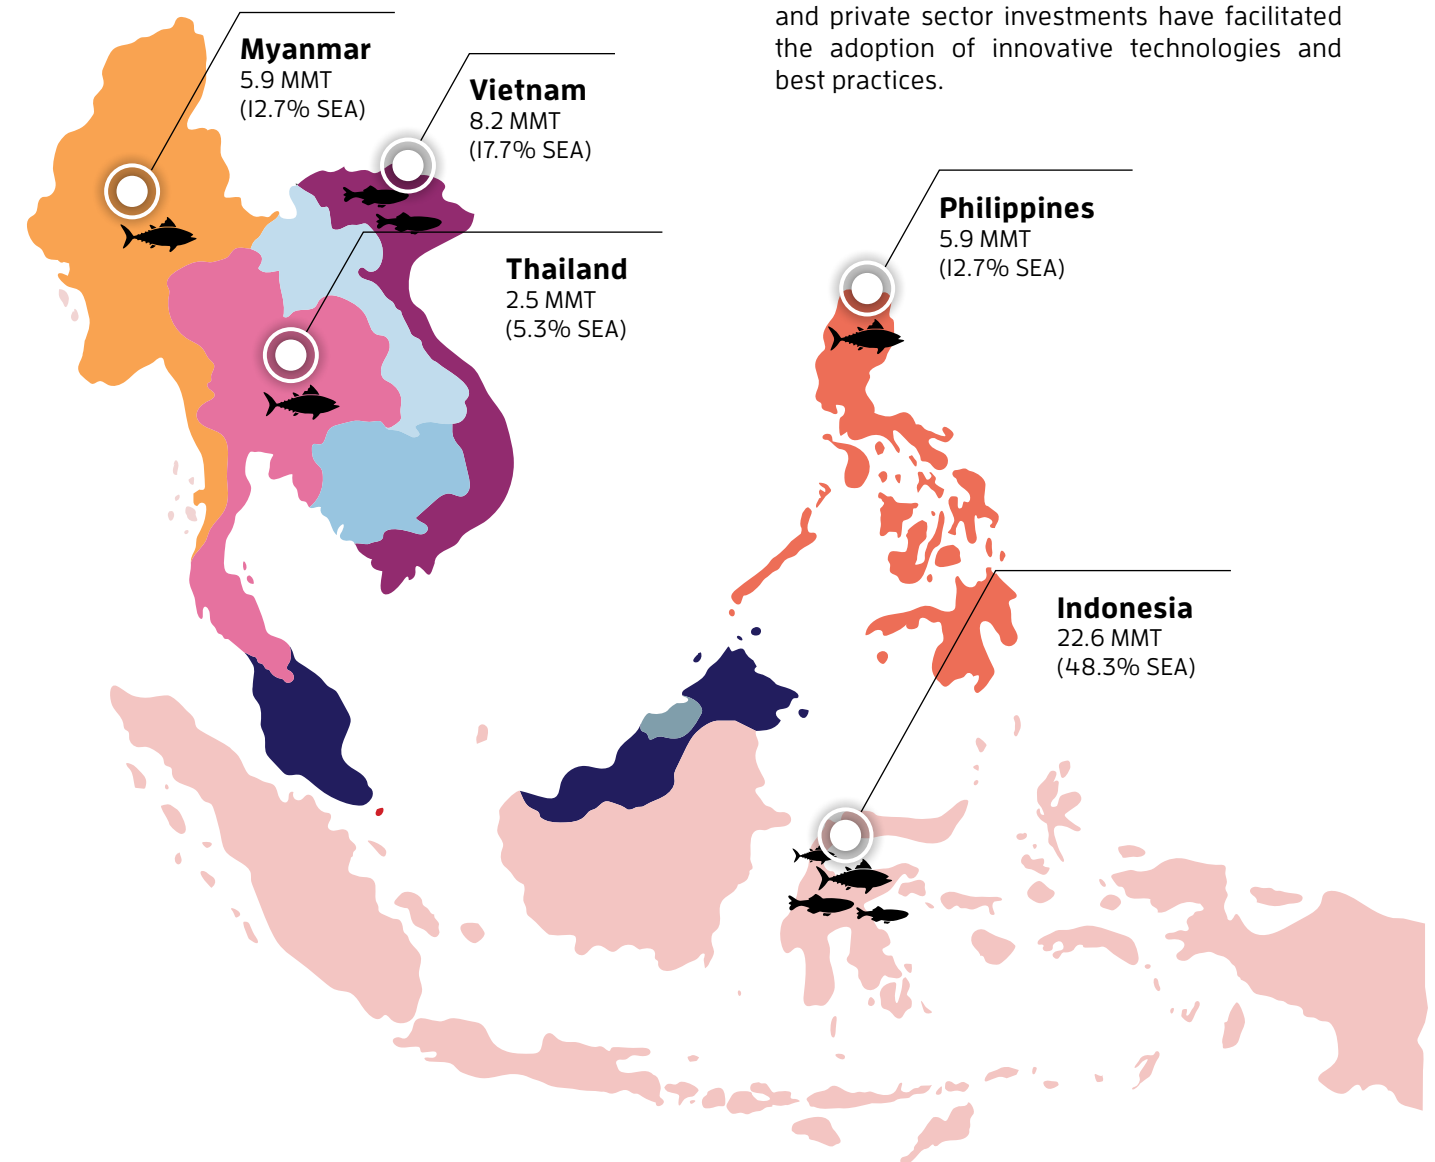 and private sector investments have facilitated
the adoption of innovative technologies and
best practices.
Myanmar
5.9 MMT
(12.7% SEA)
Vietnam
8.2 MMT
(17.7% SEA)
Thailand
2.5 MMT
(5.3% SEA)
Philippines
5.9 MMT
(12.7% SEA)
Indonesia
22.6 MMT
(48.3% SEA)